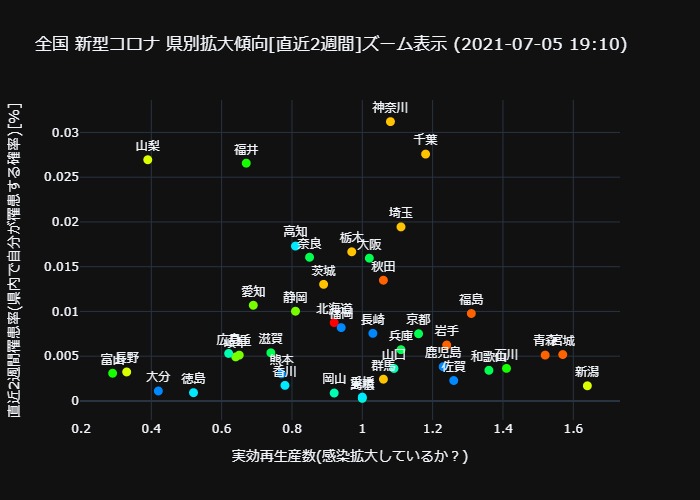 全国 新型コロナ 県別拡大傾向[直近2週間]ズーム表示 (2021-07-05 19:10)
神奈川
千葉
山梨
福井
埼玉
高知
奈良
栃木
大阪
秋田
茨城
愛知
静岡
北海道
福岡
長崎
福島
京都
兵庫
岩手
広島
滋賀
青森
宮城
富山
長野
熊本
香川
山口
群馬
鹿児島
佐賀
和歌山
石川
大分
徳島
岡山
新潟
0.03
0.025
0.02
0.015
0.01
0.005
0
0.2
0.4
0.6
0.8
1
1.2
1.4
1.6
直近2週間罹患率(県内で自分が罹患する確率)[%]
実効再生産数(感染拡大しているか？)